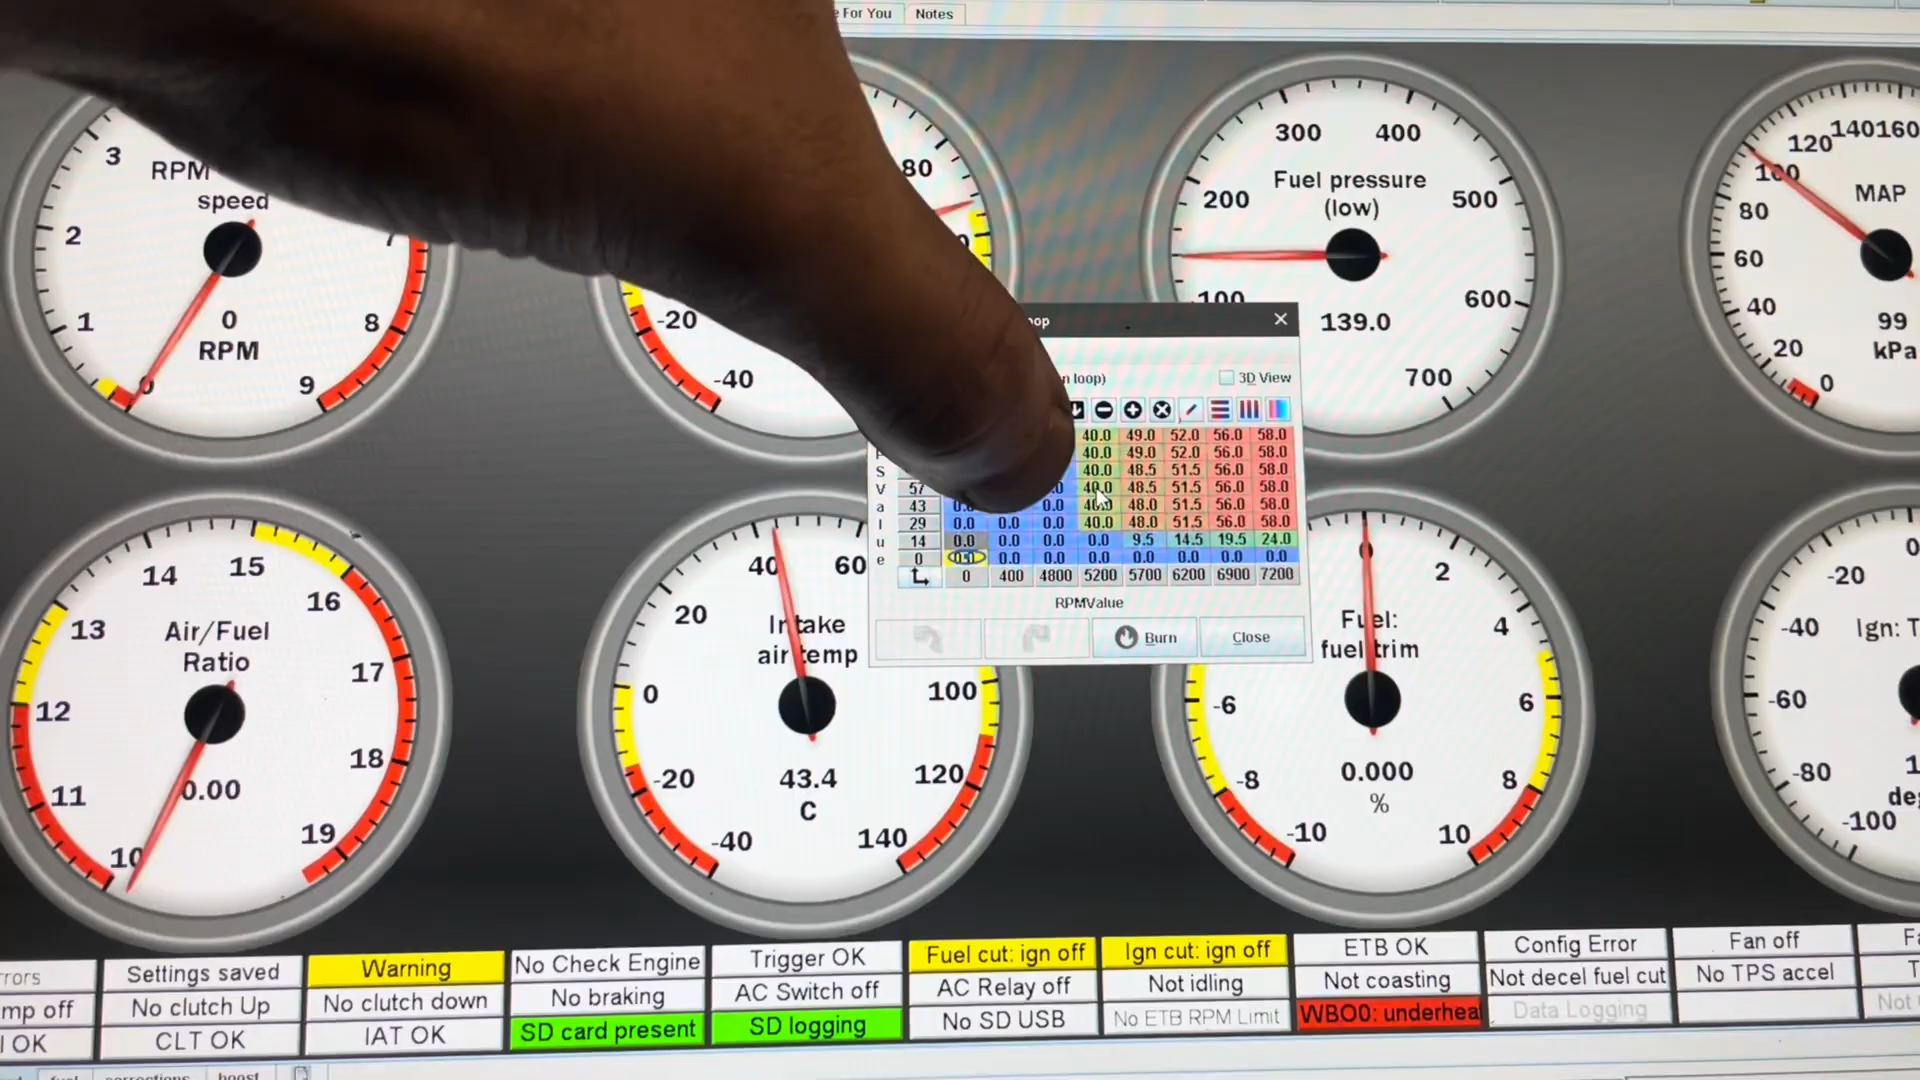 For You
Notes
3
2
1
0
9
8
7
RPM
speed
0
RPM
80
-20
-40
300
400
200
500
100
600
700
Fuel pressure
(low)
139.0
140
160
120
100
80
60
40
20
0
MAP
99
kPa
3D View
40.0 49.0 52.0 56.0 58.0
40.0 49.0 52.0 56.0 58.0
S 40.0 48.5 51.5 56.0 58.0
V 57 40.0 48.5 51.5 56.0 58.0
a 43 0.0 48.0 51.5 56.0 58.0
l 29 0.0 0.0 0.0 40.0 48.0 51.5 56.0 58.0
u 14 0.0 0.0 0.0 0.0 9.5 14.5 19.5 24.0
e 0 0.0 0.0 0.0 0.0 0.0 0.0 0.0
0 400 4800 5200 5700 6200 6900 7200
RPMValue
Burn
Close
14
15
16
13
17
12
18
11
19
10
Air/Fuel
Ratio
0.00
40
60
20
0
100
-20
120
-40
140
Intake
air temp
43.4
C
0
2
4
-6
6
-8
8
-10
10
Fuel:
fuel trim
0.000
%
0
-20
-40
-60
-80
-100
Ign: T
Settings saved
Warning
No Check Engine
Trigger OK
Fuel cut: ign off
Ign cut: ign off
ETB OK
Config Error
Fan off
No clutch Up
No clutch down
No braking
AC Switch off
AC Relay off
Not idling
Not coasting
Not decel fuel cut
No TPS accel
OK
CLT OK
IAT OK
SD card present
SD logging
No SD USB
No ETB RPM Limit
WBO0: underhea
Data Logging